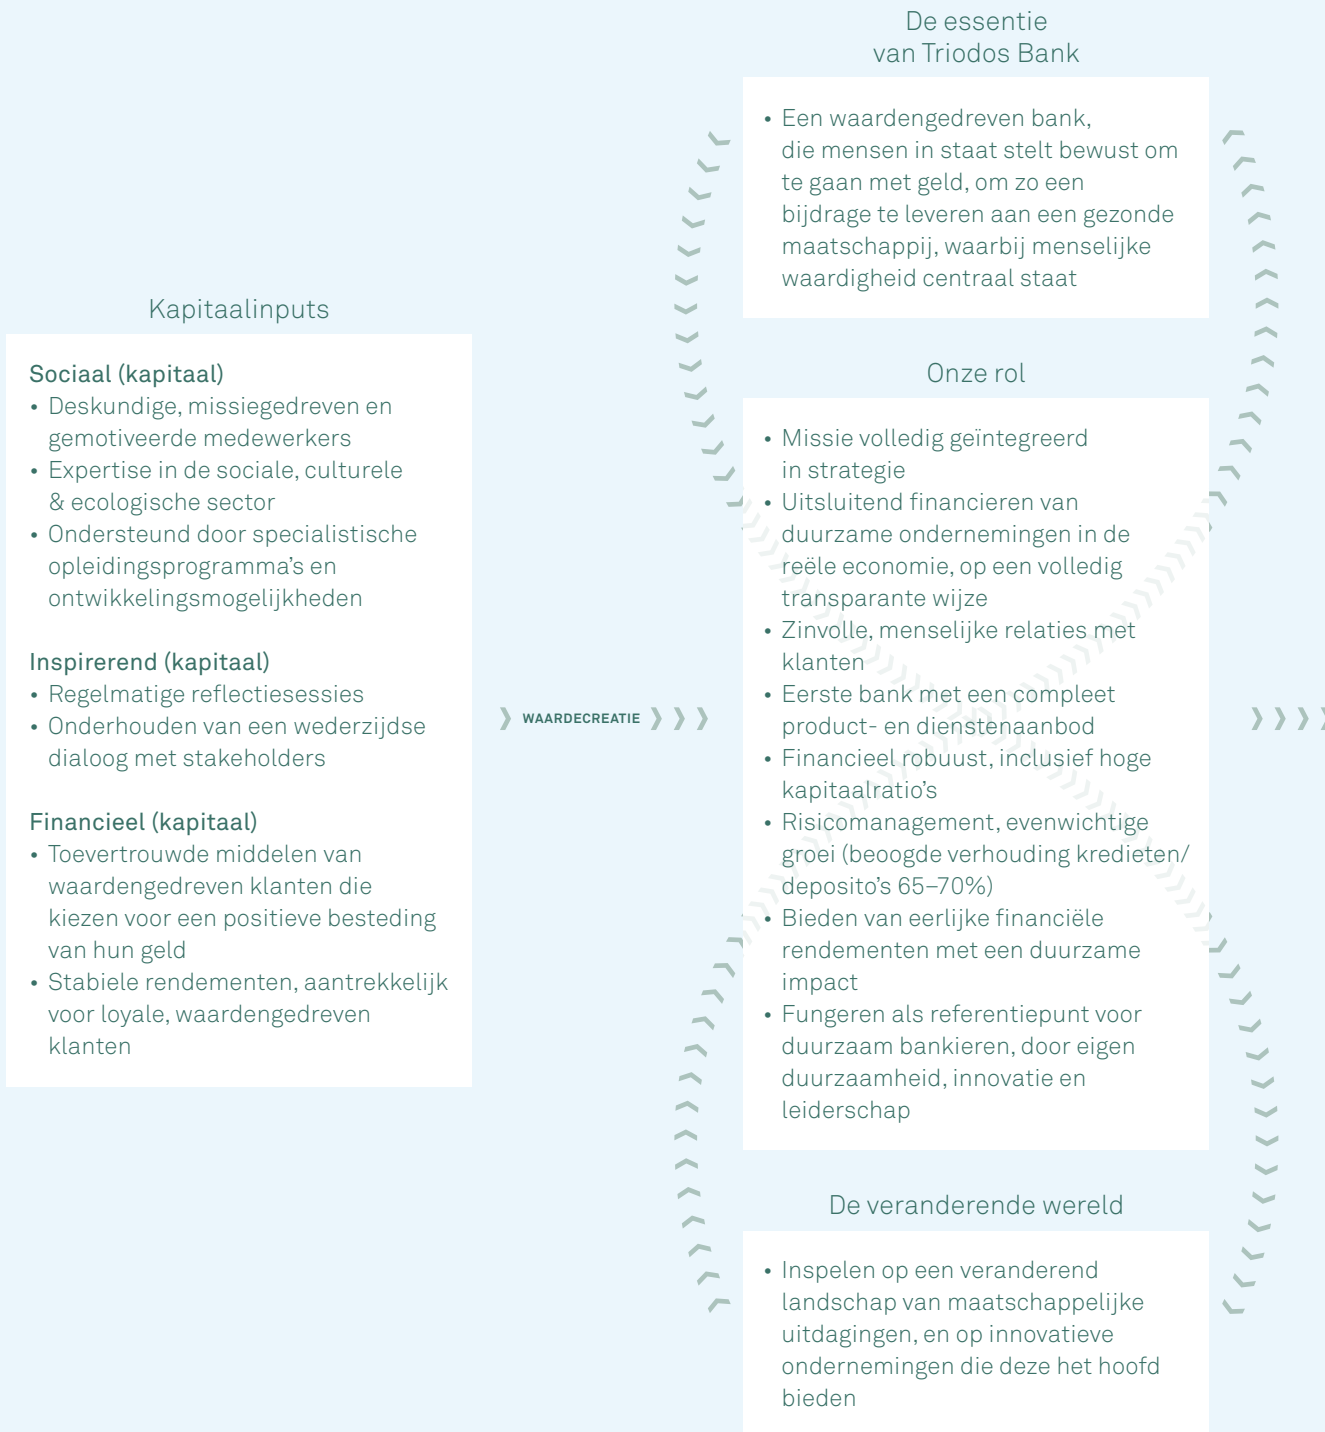 Kapitaalinputs
Sociaal (kapitaal)
• Deskundige, missiegedreven en
gemotiveerde medewerkers
• Expertise in de sociale, culturele
& ecologische sector
• Ondersteund door specialistische
opleidingsprogramma’s en
ontwikkelingsmogelijkheden
Inspirerend (kapitaal)
• Regelmatige reflectiesessies
• Onderhouden van een wederzijdse
dialoog met stakeholders
Financieel (kapitaal)
• Toevertrouwde middelen van
waardengedreven klanten die
kiezen voor een positieve besteding
van hun geld
• Stabiele rendementen, aantrekkelijk
voor loyale, waardengedreven
klanten
WAARDECREATIE
De essentie
van Triodos Bank
• Een waardengedreven bank,
die mensen in staat stelt bewust om
te gaan met geld, om zo een
bijdrage te leveren aan een gezonde
maatschappij, waarbij menselijke
waardigheid centraal staat
Onze rol
• Missie volledig geïntegreerd
in strategie
• Uitsluitend financieren van
duurzame ondernemingen in de
reële economie, op een volledig
transparante wijze
• Zinvolle, menselijke relaties met
klanten
• Eerste bank met een compleet
product- en dienstenaanbod
• Financieel robuust, inclusief hoge
kapitaalratio’s
• Risicomanagement, evenwichtige
groei (beoogde verhouding kredieten/
deposito’s 65–70%)
• Bieden van eerlijke financiële
rendementen met een duurzame
impact
• Fungeren als referentiepunt voor
duurzaam bankieren, door eigen
duurzaamheid, innovatie en
leiderschap
De veranderende wereld
• Inspelen op een veranderend
landschap van maatschappelijke
uitdagingen, en op innovatieve
ondernemingen die deze het hoofd
bieden